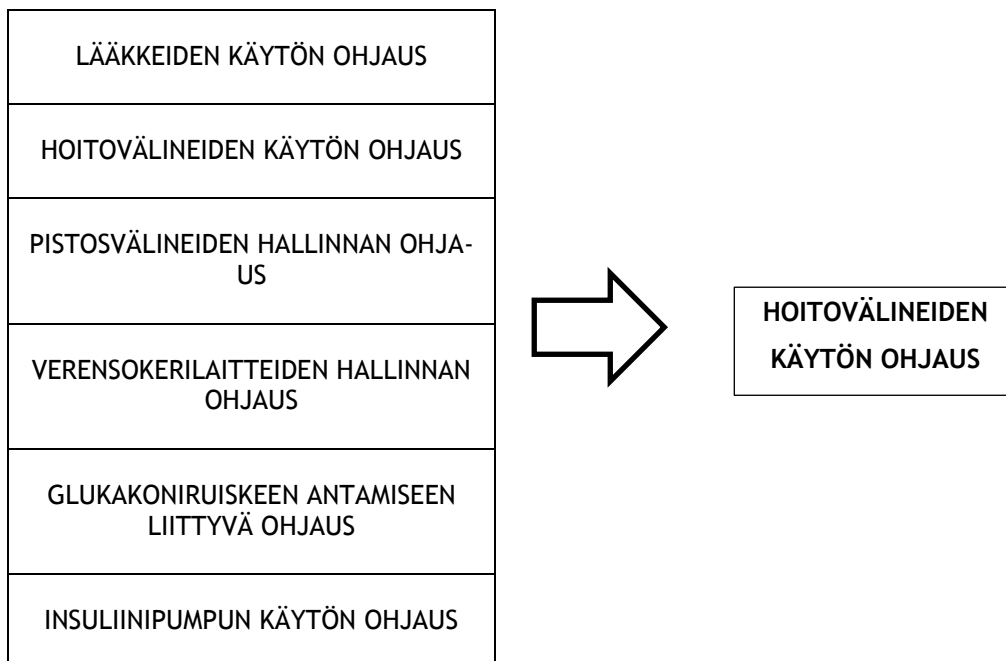 LÄÄKKEIDEN KÄYTÖN OHJAUS
HOITOVÄLINEIDEN KÄYTÖN OHJAUS
PISTOSVÄLINEIDEN HALLINNAN OHJA-
US
VERENSOKERILAITTEIDEN HALLINNAN
OHJAUS
GLUKAKONIRUISKEEN ANTAMISEEN
LIITTYVÄ OHJAUS
INSULIINIPUMPUN KÄYTÖN OHJAUS
HOITOVÄLINEIDEN
KÄYTÖN OHJAUS